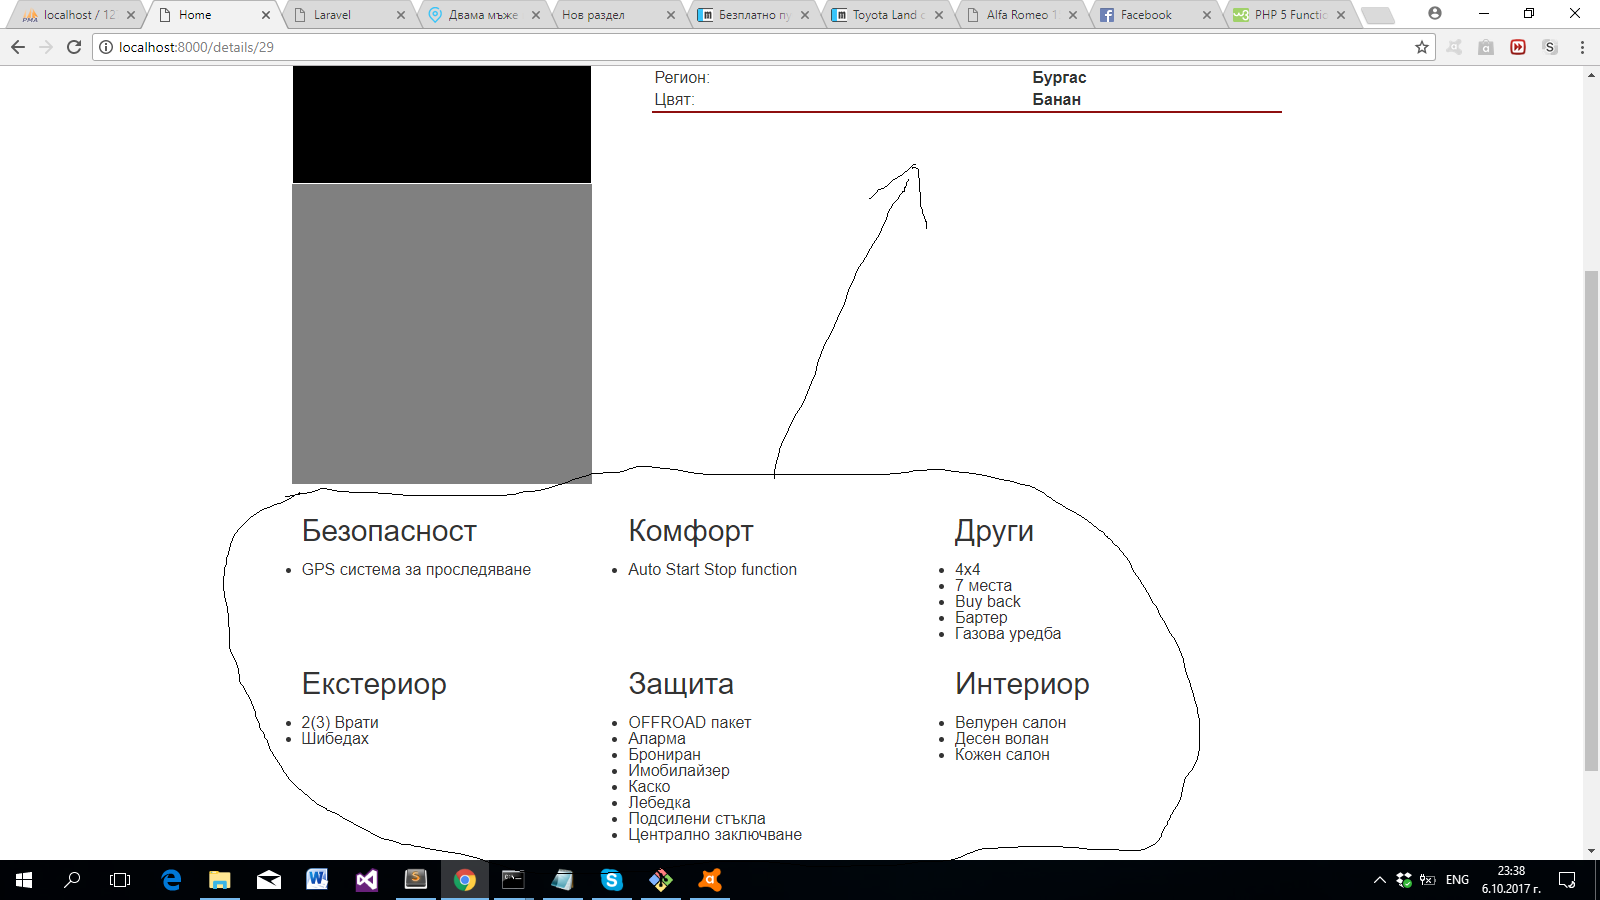 localhost / 12
Home
Laravel
Двама мъже
Нов раздел
Безплатно пу
Toyota Land c
Alfa Romeo 1
Facebook
PHP 5 Functio
localhost:8000/details/29
Регион: Бургас
Цвят: Банан
Безопасност
GPS система за проследяване
Комфорт
Auto Start Stop function
Други
4x4
7 места
Buy back
Бартер
Газова уредба
Екстериор
2(3) Врати
Шибедах
Защита
OFFROAD пакет
Аларма
Брониран
Имобилайзер
Каско
Лебедка
Подсилени стъкла
Централно заключване
Интериор
Велурен салон
Десен волан
Кожен салон
ENG
23:38
6.10.2017 г.